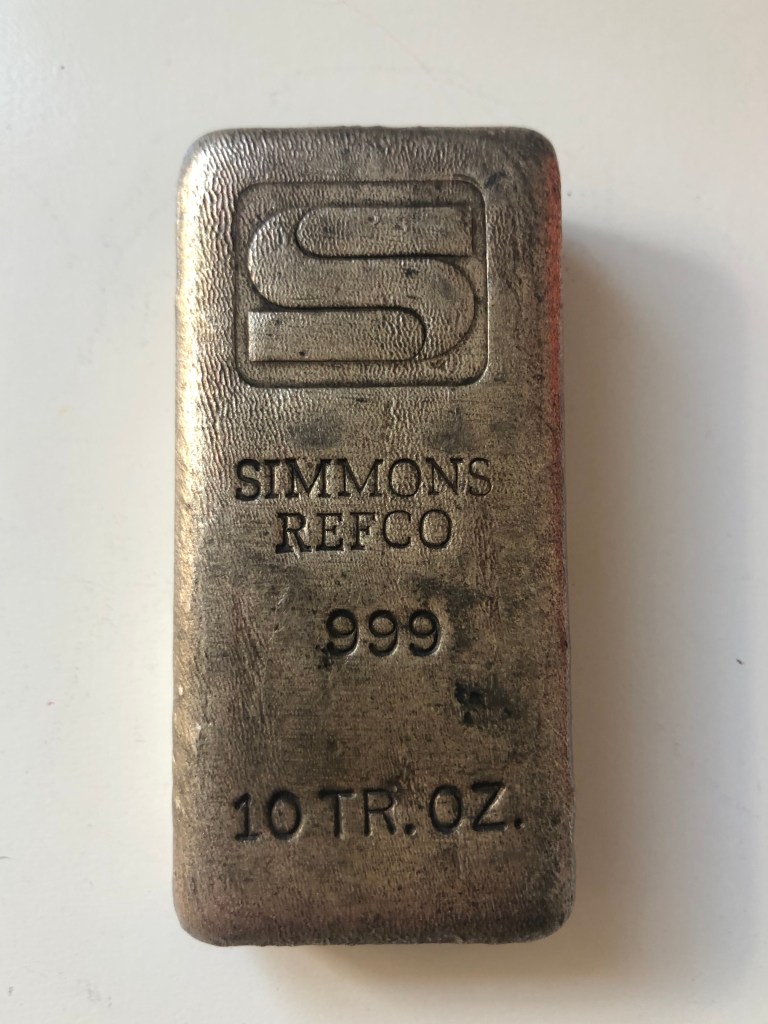 S
SIMMONS
REFCO
999
10 TR. OZ.